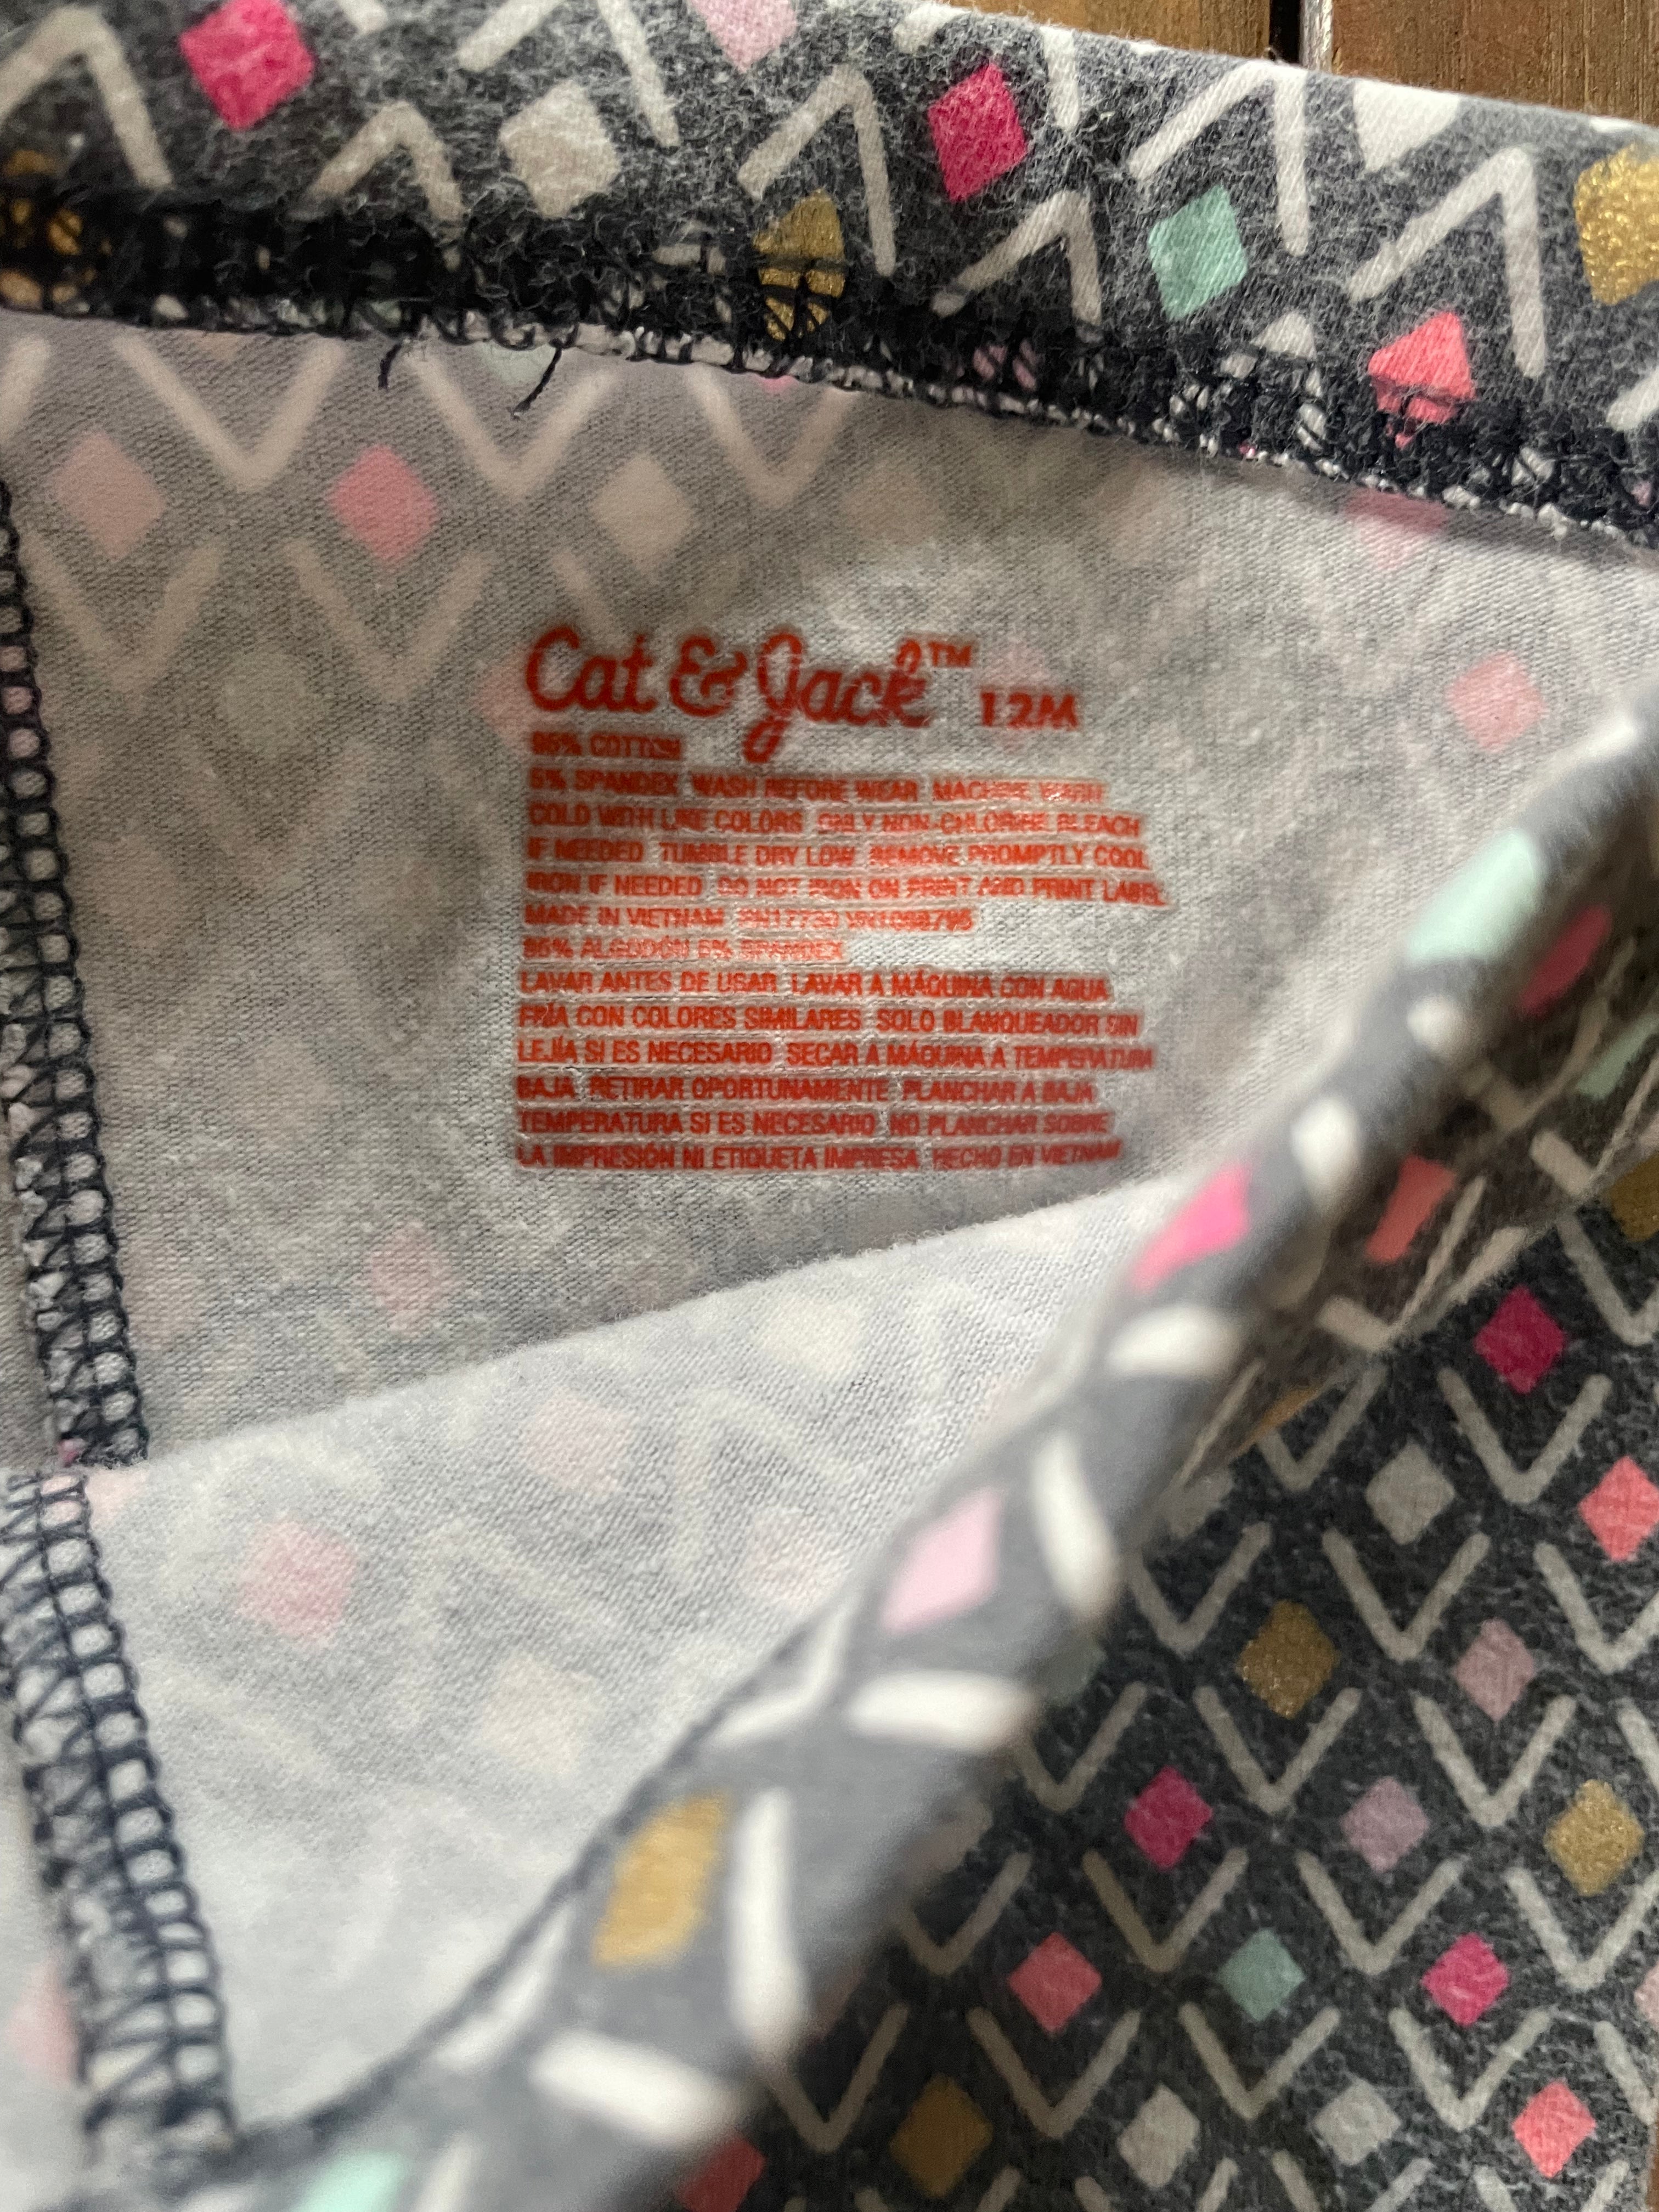 Cat & Jack™ 12M
95% COTTON
5% SPANDEX WASH BEFORE WEAR MACHINE WASH
COLD WITH LIKE COLORS ONLY NON-CHLORINE BLEACH
IF NEEDED TUMBLE DRY LOW REMOVE PROMPTLY COOL
IRON IF NEEDED DO NOT IRON ON PRINT AND PRINT LABEL
MADE IN VIETNAM
95% ALGODÓN 5% SPANDEX
LAVAR ANTES DE USAR LAVAR A MÁQUINA CON AGUA
FRÍA CON COLORES SIMILARES SOLO BLANQUEADOR SIN
LEJÍA SI ES NECESARIO SECAR A MÁQUINA A TEMPERATURA
BAJA RETIRAR OPORTUNAMENTE PLANCHAR A BAJA
TEMPERATURA SI ES NECESARIO NO PLANCHAR SOBRE
LA IMPRESIÓN NI ETIQUETA IMPRESA HECHO EN VIETNAM